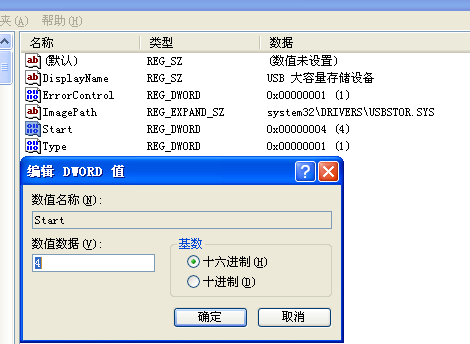 夹(A) 帮助(H)
名称 类型 数据
(默认) REG_SZ (数值未设置)
DisplayName REG_SZ USB 大容量存储设备
ErrorControl REG_DWORD 0x00000001 (1)
ImagePath REG_EXPAND_SZ system32\DRIVERS\USBSTOR.SYS
Start REG_DWORD 0x00000004 (4)
Type REG_DWORD 0x00000001 (1)
编辑 DWORD 值
数值名称(N):
Start
数值数据(V):
4
基数
十六进制(H)
十进制(D)
确定 取消